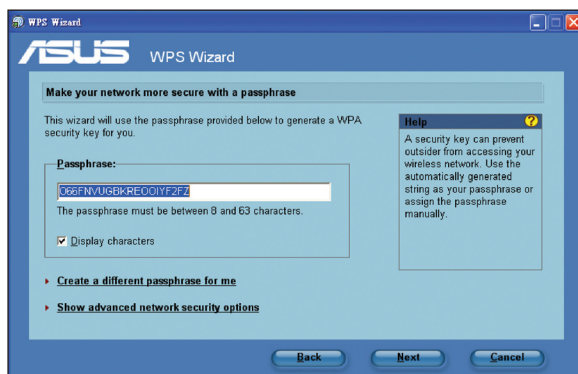 WPS Wizard
ASUS WPS Wizard
Make your network more secure with a passphrase
This wizard will use the passphrase provided below to generate a WPA
security key for you.
Passphrase:
O66FNVUGBKREOOIYF2FZ
The passphrase must be between 8 and 63 characters.
Display characters
Create a different passphrase for me
Show advanced network security options
Help
A security key can prevent
outsider from accessing your
wireless network. Use the
automatically generated
string as your passphrase or
assign the passphrase
manually.
Back
Next
Cancel